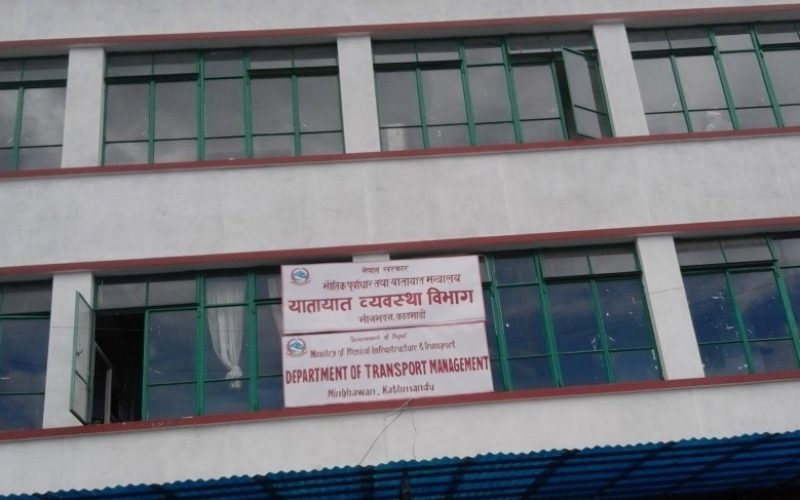 नेपाल सरकार
भौतिक पूर्वाधार तथा यातायात मन्त्रालय
यातायात व्यवस्था विभाग
मीनभवन, काठमाडौं
Government of Nepal
Ministry of Physical Infrastructure & Transport
DEPARTMENT OF TRANSPORT MANAGEMENT
Minbhawan, Kathmandu